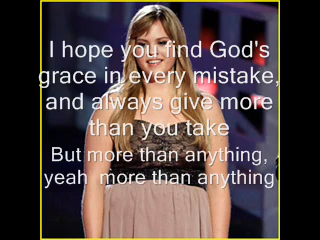 I hope you find God's
grace in every mistake,
and always give more
than you take
But more than anything,
yeah more than anything